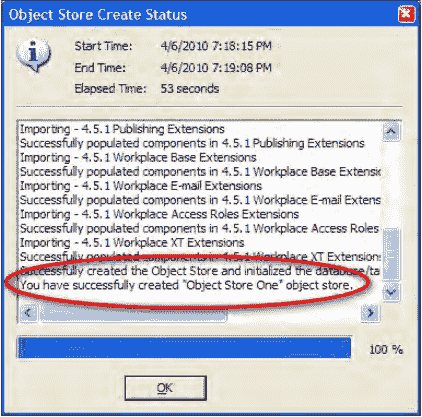 Object Store Create Status
Start Time: 4/6/2010 7:18:15 PM
End Time: 4/6/2010 7:19:08 PM
Elapsed Time: 53 seconds
Importing - 4.5.1 Publishing Extensions
Successfully populated components in 4.5.1 Publishing Extens
Importing - 4.5.1 Workplace Base Extensions
Successfully populated components in 4.5.1 Workplace Base Extensi
Importing - 4.5.1 Workplace E-mail Extensions
Successfully populated components in 4.5.1 Workplace E-mail Extens
Importing - 4.5.1 Workplace Access Roles Extensions
Successfully populated components in 4.5.1 Workplace Access Roles
Importing - 4.5.1 Workplace XT Extensions
Successfully populated components in 4.5.1 Workplace XT Extensions
Successfully created the Object Store and initialized the database/ta
You have successfully created "Object Store One" object store.
100 %
OK